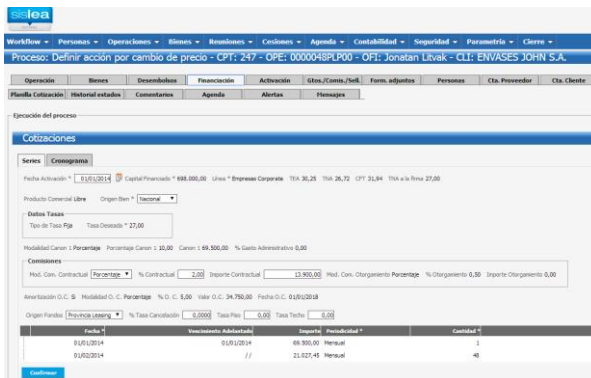 sislea
Workflow Personas Operaciones Bienes Reuniones Cesiones Agenda Contabilidad Seguridad Parametría Cierre
Proceso: Definir acción por cambio de precio - CPT: 247 - OPE: 0000048PLP00 - OFI: Jonatan Litvak - CLI: ENVASES JOHN S.A.
Operación Bienes Desembolsos Financiación Activación Gtos./Comis./Sell. Form. adjuntos Personas Cta. Proveedor Cta. Cliente
Planilla Cotización Historial estados Comentarios Agenda Alertas Mensajes
Ejecución del proceso
Cotizaciones
Series Cronograma
Fecha Activación * 01/01/2014 Capital Financiado * 698.000,00 Línea * Empresas Corporate TEA 30,25 TNA 26,72 CFT 31,94 TNA a la firma 27,00
Producto Comercial Libre Origen Bien * Nacional
Datos Tasas
Tipo de Tasa Fija Tasa Deseada * 27,00
Modalidad Canon 1 Porcentaje Porcentaje Canon 1 10,00 Canon 1 69.500,00 % Gasto Administrativo 0,00
Comisiones
Mod. Com. Contractual Porcentaje % Contractual 2,00 Importe Contractual 13.900,00 Mod. Com. Otorgamiento Porcentaje % Otorgamiento 0,50 Importe Otorgamiento 0,00
Amortización O.C. S Modalidad O. C. Porcentaje % O. C. 5,00 Valor O.C. 34.750,00 Fecha O.C. 01/01/2018
Origen Fondos Provincia Leasing % Tasa Cancelación 0,0000 Tasa Piso 0,00 Tasa Techo 0,00
Fecha * Vencimiento Adelantado Importe Periodicidad * Cantidad *
01/01/2014 01/01/2014 69.500,00 Mensual 1
01/02/2014 / / 21.027,45 Mensual 48
Confirmar